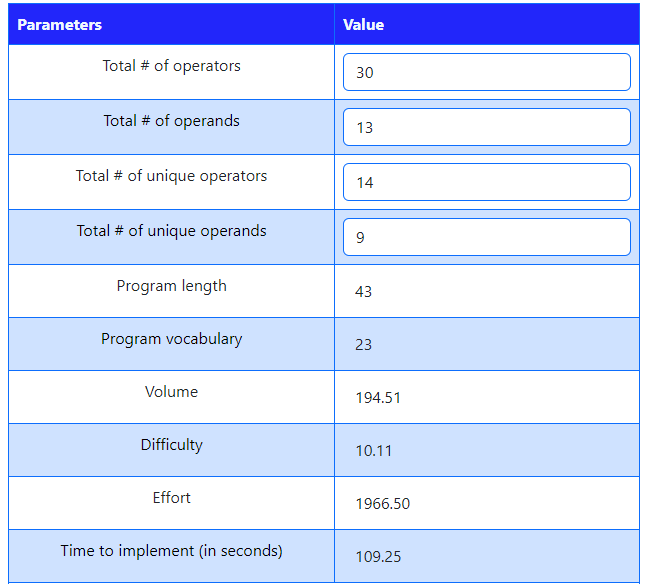 Parameters Value
Total # of operators 30
Total # of operands 13
Total # of unique operators 14
Total # of unique operands 9
Program length 43
Program vocabulary 23
Volume 194.51
Difficulty 10.11
Effort 1966.50
Time to implement (in seconds) 109.25